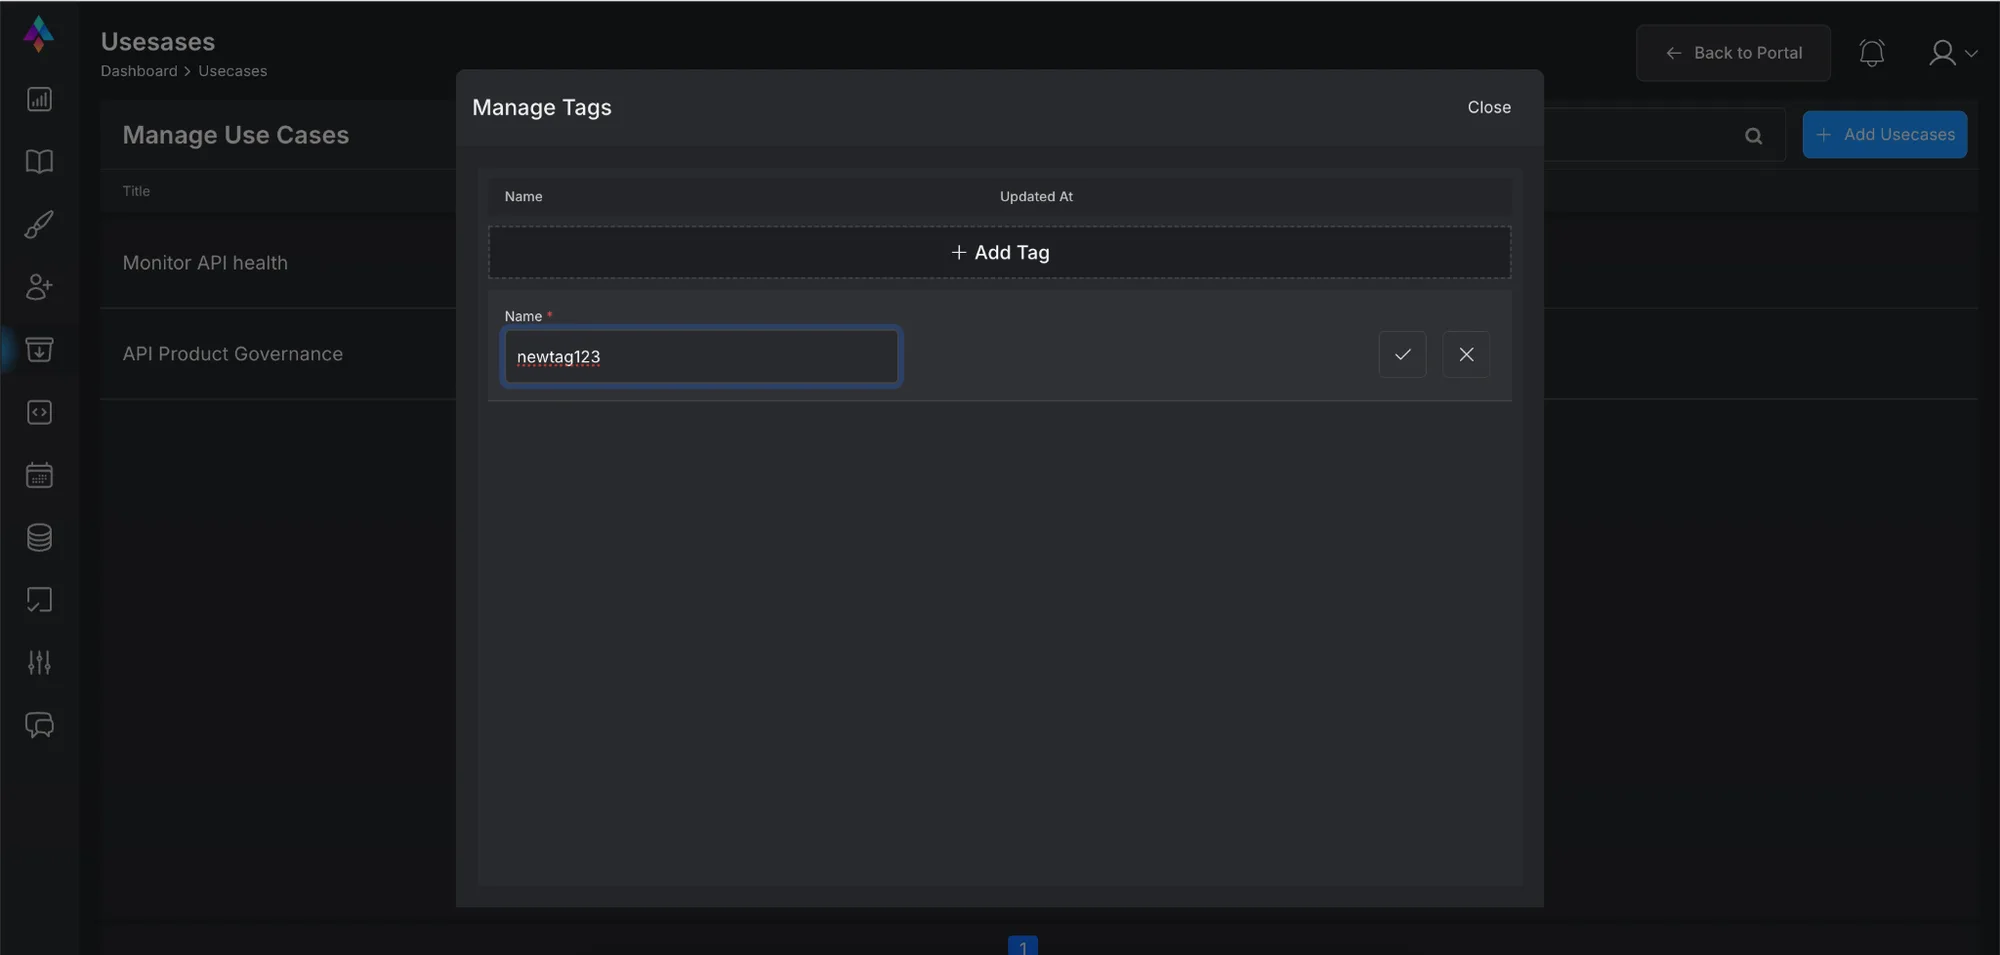 Usesases
Dashboard > Usecases
Back to Portal
Manage Use Cases
Add Usecases
Title
Monitor API health
API Product Governance
Manage Tags
Close
Name
Updated At
+ Add Tag
Name *
newtag123
1